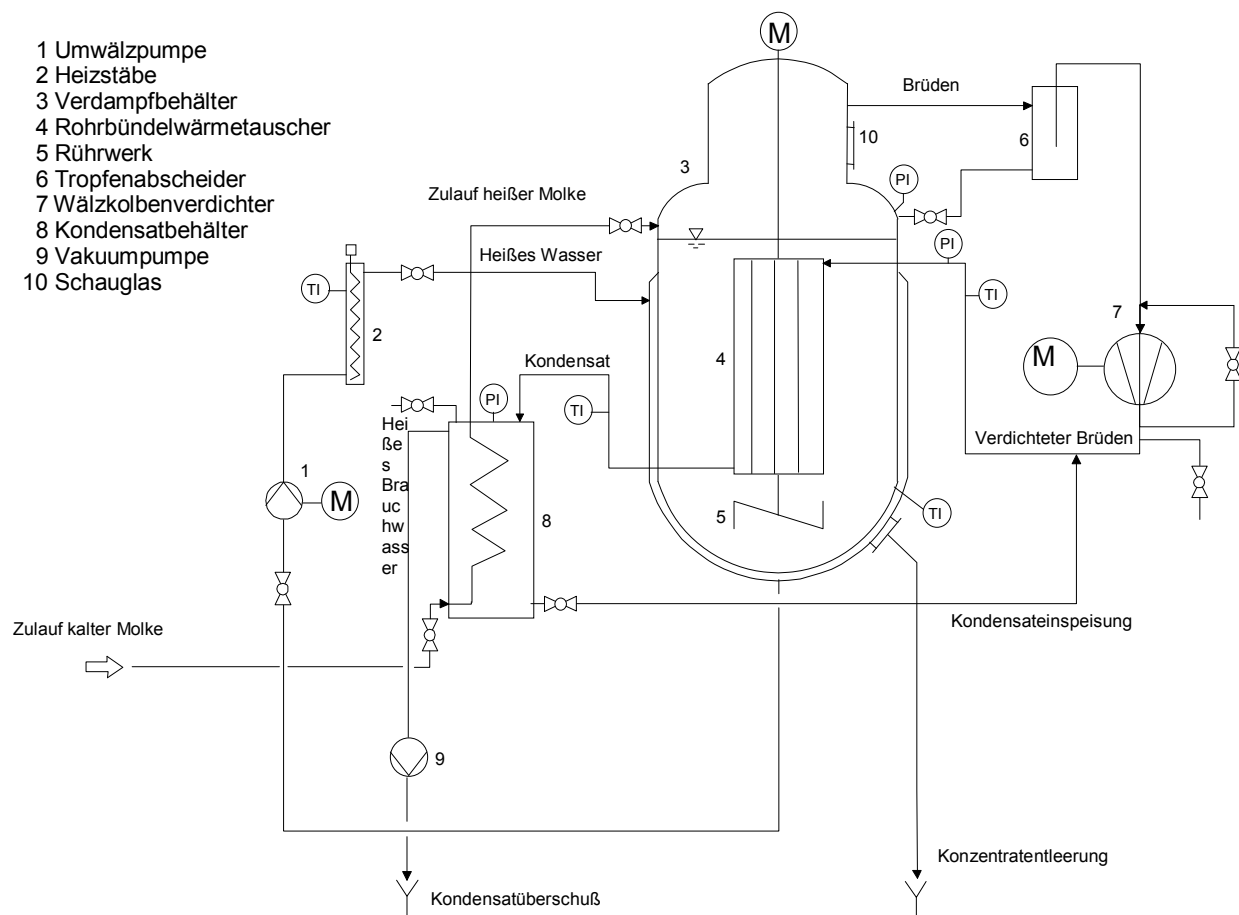 1 Umwälzpumpe
2 Heizstäbe
3 Verdampfbehälter
4 Rohrbündelwärmetauscher
5 Rührwerk
6 Tropfenabscheider
7 Wälzkolbenverdichter
8 Kondensatbehälter
9 Vakuumpumpe
10 Schauglas
M
Brüden
10
6
3
PI
Zulauf heißer Molke
PI
Heißes Wasser
TI
TI
2
7
4
M
Kondensat
PI
TI
Verdichteter Brüden
Hei
ße
s
Bra
uc
hw
ass
er
1
M
8
5
TI
Kondensateinspeisung
Zulauf kalter Molke
9
Konzentratentleerung
Kondensatüberschuß